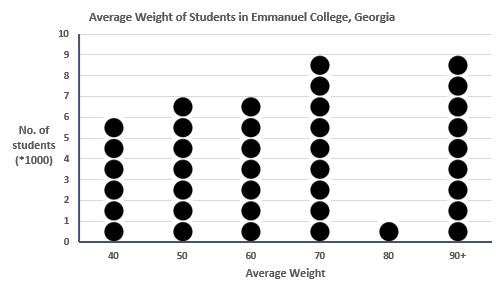 Average Weight of Students in Emmanuel College, Georgia
10
9
8
7
6
5
4
3
2
1
0
No. of
students
(*1000)
40 50 60 70 80 90+
Average Weight